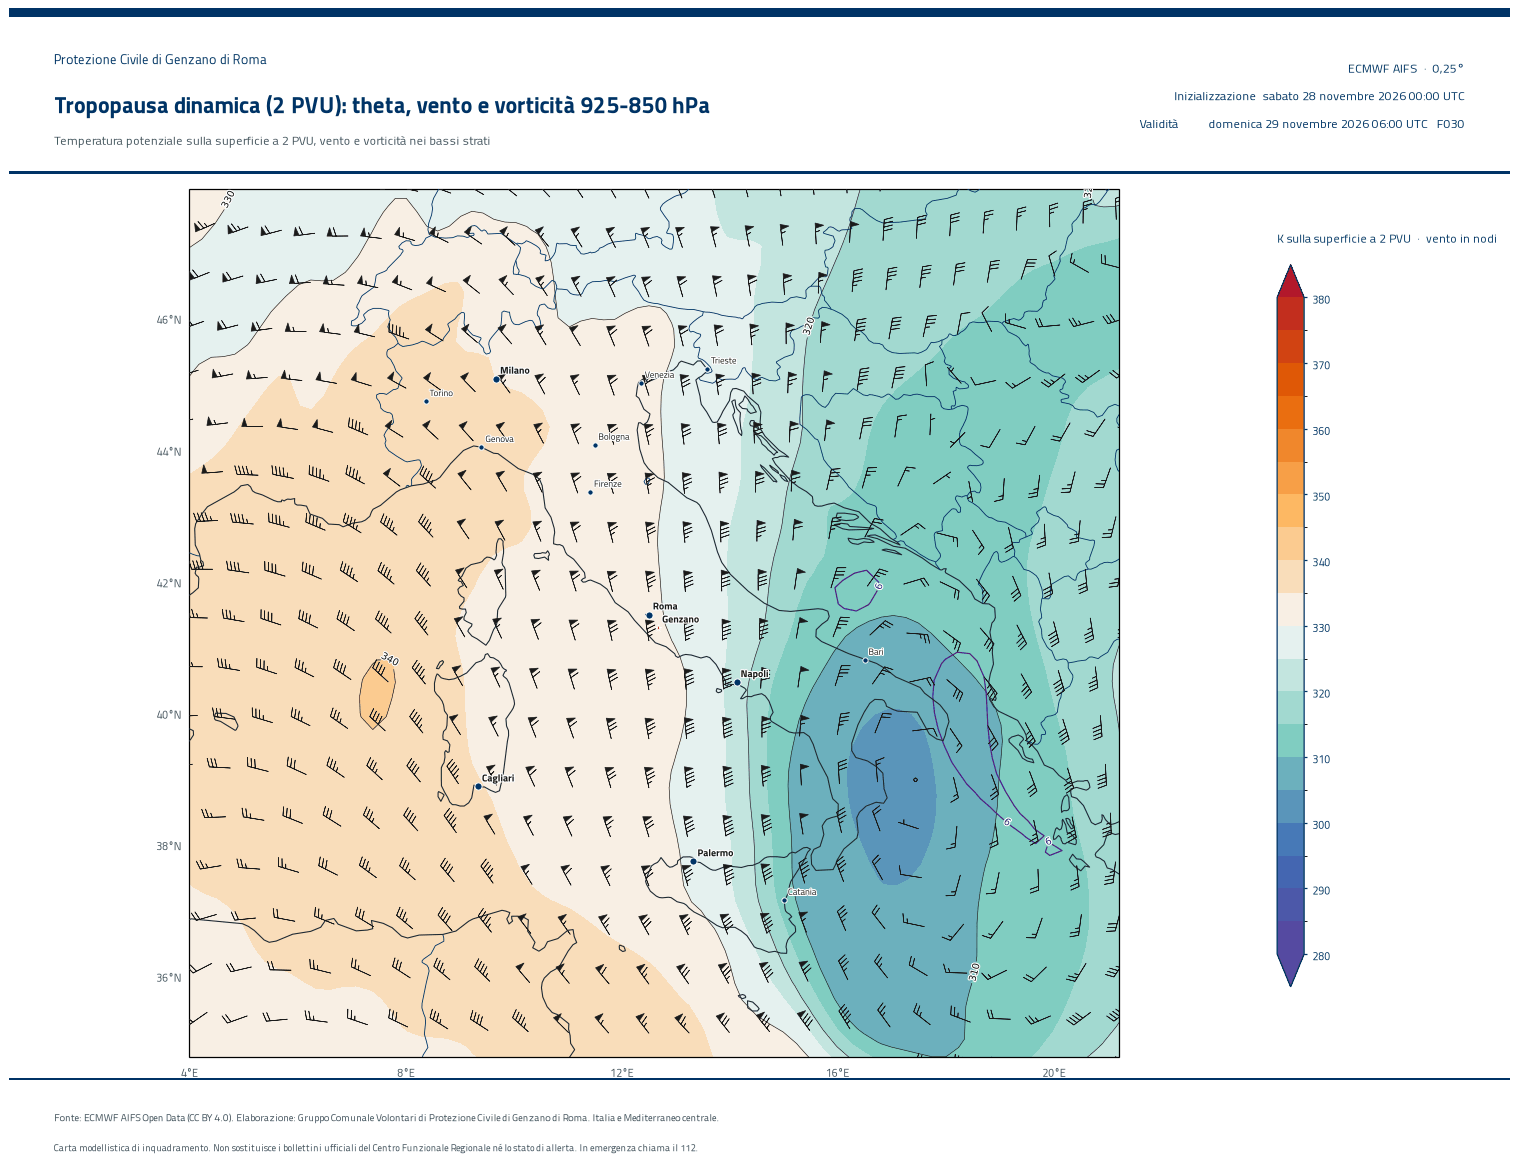 Protezione Civile di Genzano di Roma
Tropopausa dinamica (2 PVU): theta, vento e vorticità 925-850 hPa
Temperatura potenziale sulla superficie a 2 PVU, vento e vorticità nei bassi strati
ECMWF AIFS · 0,25°
Inizializzazione sabato 28 novembre 2026 00:00 UTC
Validità domenica 29 novembre 2026 06:00 UTC F030
K sulla superficie a 2 PVU · vento in nodi
380
370
360
350
340
330
320
310
300
290
280
330
320
46°N
Trieste
Milano
Venezia
Torino
44°N
Genova
Bologna
Firenze
42°N
6
Roma
Genzano
340
Bari
Napoli
40°N
Cagliari
6
6
38°N
Palermo
Catania
36°N
310
4°E
8°E
12°E
16°E
20°E
Fonte: ECMWF AIFS Open Data (CC BY 4.0). Elaborazione: Gruppo Comunale Volontari di Protezione Civile di Genzano di Roma. Italia e Mediterraneo centrale.
Carta modellistica di inquadramento. Non sostituisce i bollettini ufficiali del Centro Funzionale Regionale né lo stato di allerta. In emergenza chiama il 112.